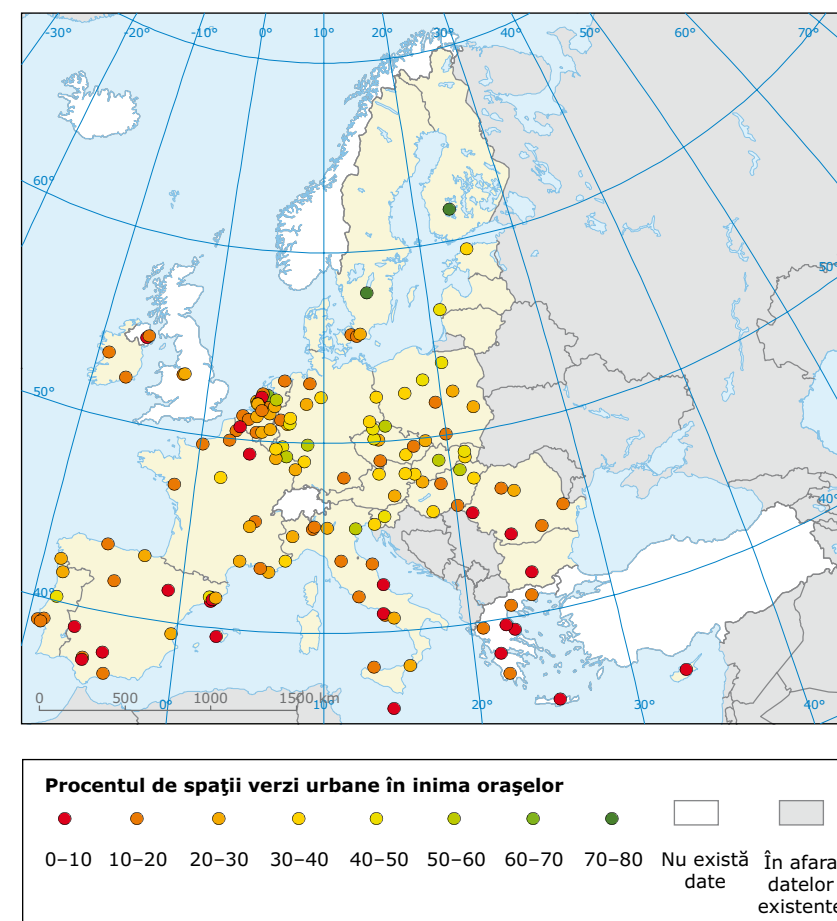 -30° -20° -10° 0° 10° 20° 30° 40° 50° 60° 70°
60°
50°
50°
40°
40°
0 500 1000 1500 km
0° 10° 20° 30° 40°
Procentul de spaţii verzi urbane în inima oraşelor
0–10 10–20 20–30 30–40 40–50 50–60 60–70 70–80 Nu există date În afara datelor existente